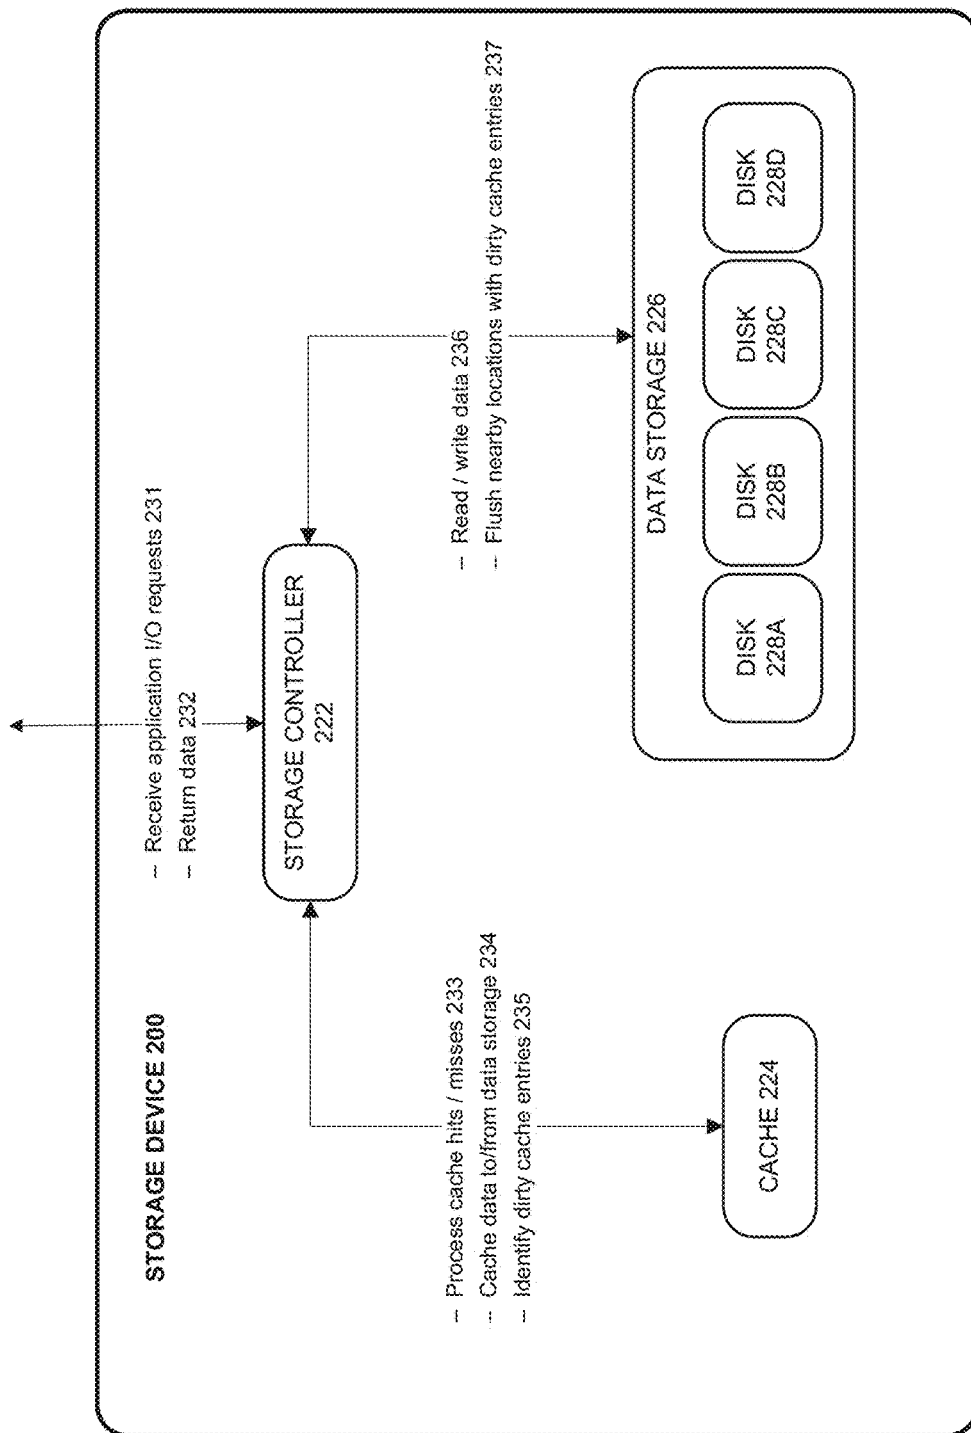 STORAGE DEVICE 200
-- Receive application I/O requests 231
-- Return data 232
STORAGE CONTROLLER
222
-- Process cache hits / misses 233
-- Cache data to/from data storage 234
-- Identify dirty cache entries 235
-- Read / write data 236
-- Flush nearby locations with dirty cache entries 237
CACHE 224
DATA STORAGE 226
DISK
228A
DISK
228B
DISK
228C
DISK
228D